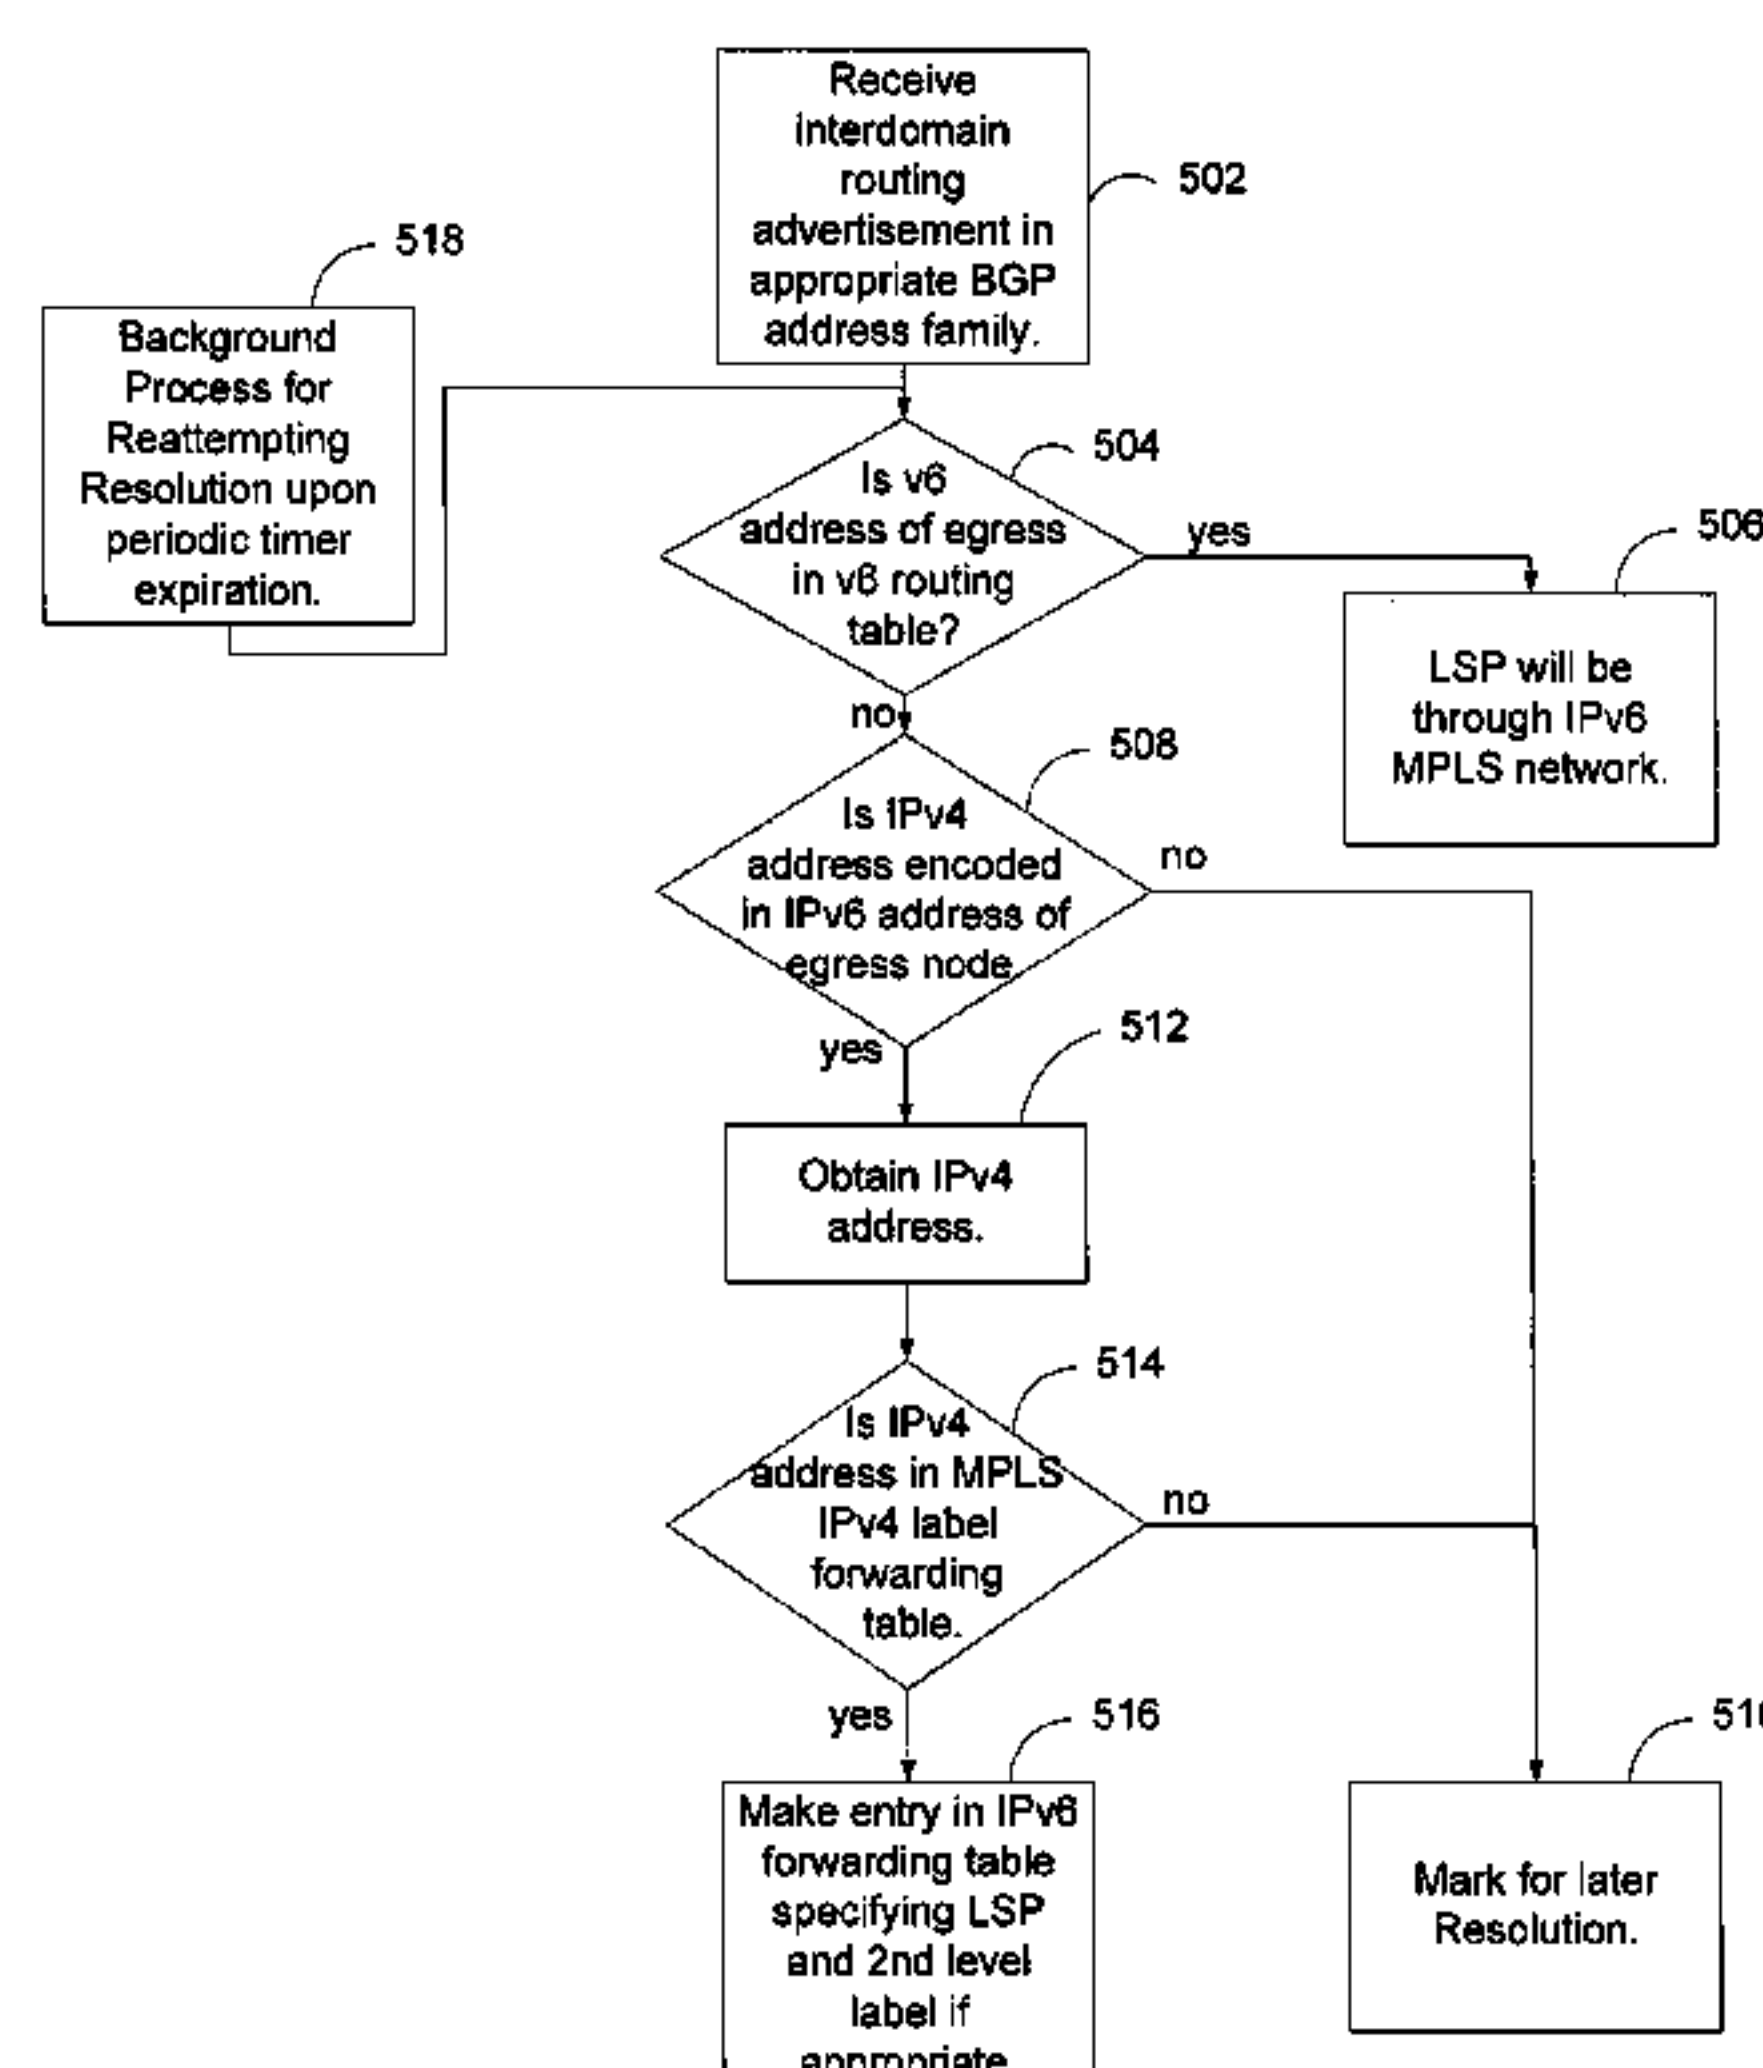 Receive
interdomain
routing
advertisement in
appropriate BGP
address family.
502
518
Background
Process for
Reattempting
Resolution upon
periodic timer
expiration.
504
Is v6
address of egress
in v6 routing
table?
yes
506
LSP will be
through IPv6
MPLS network.
no
508
Is IPv4
address encoded
in IPv6 address of
egress node
no
yes
512
Obtain IPv4
address.
514
Is IPv4
address in MPLS
IPv4 label
forwarding
table.
no
yes
516
Make entry in IPv6
forwarding table
specifying LSP
and 2nd level
label if
appropriate
510
Mark for later
Resolution.